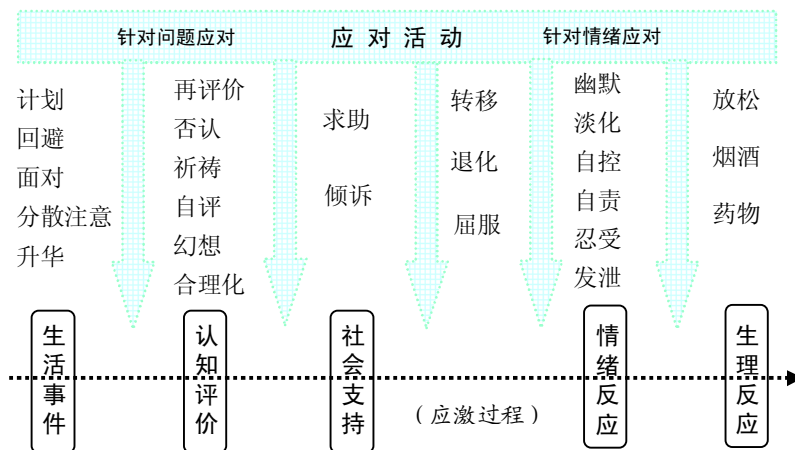 针对问题应对 应对活动 针对情绪应对
计划
回避
面对
分散注意
升华
再评价
否认
祈祷
自评
幻想
合理化
求助
倾诉
转移
退化
屈服
幽默
淡化
自控
自责
忍受
发泄
放松
烟酒
药物
生活事件
认知评价
社会支持
（应激过程）
情绪反应
生理反应